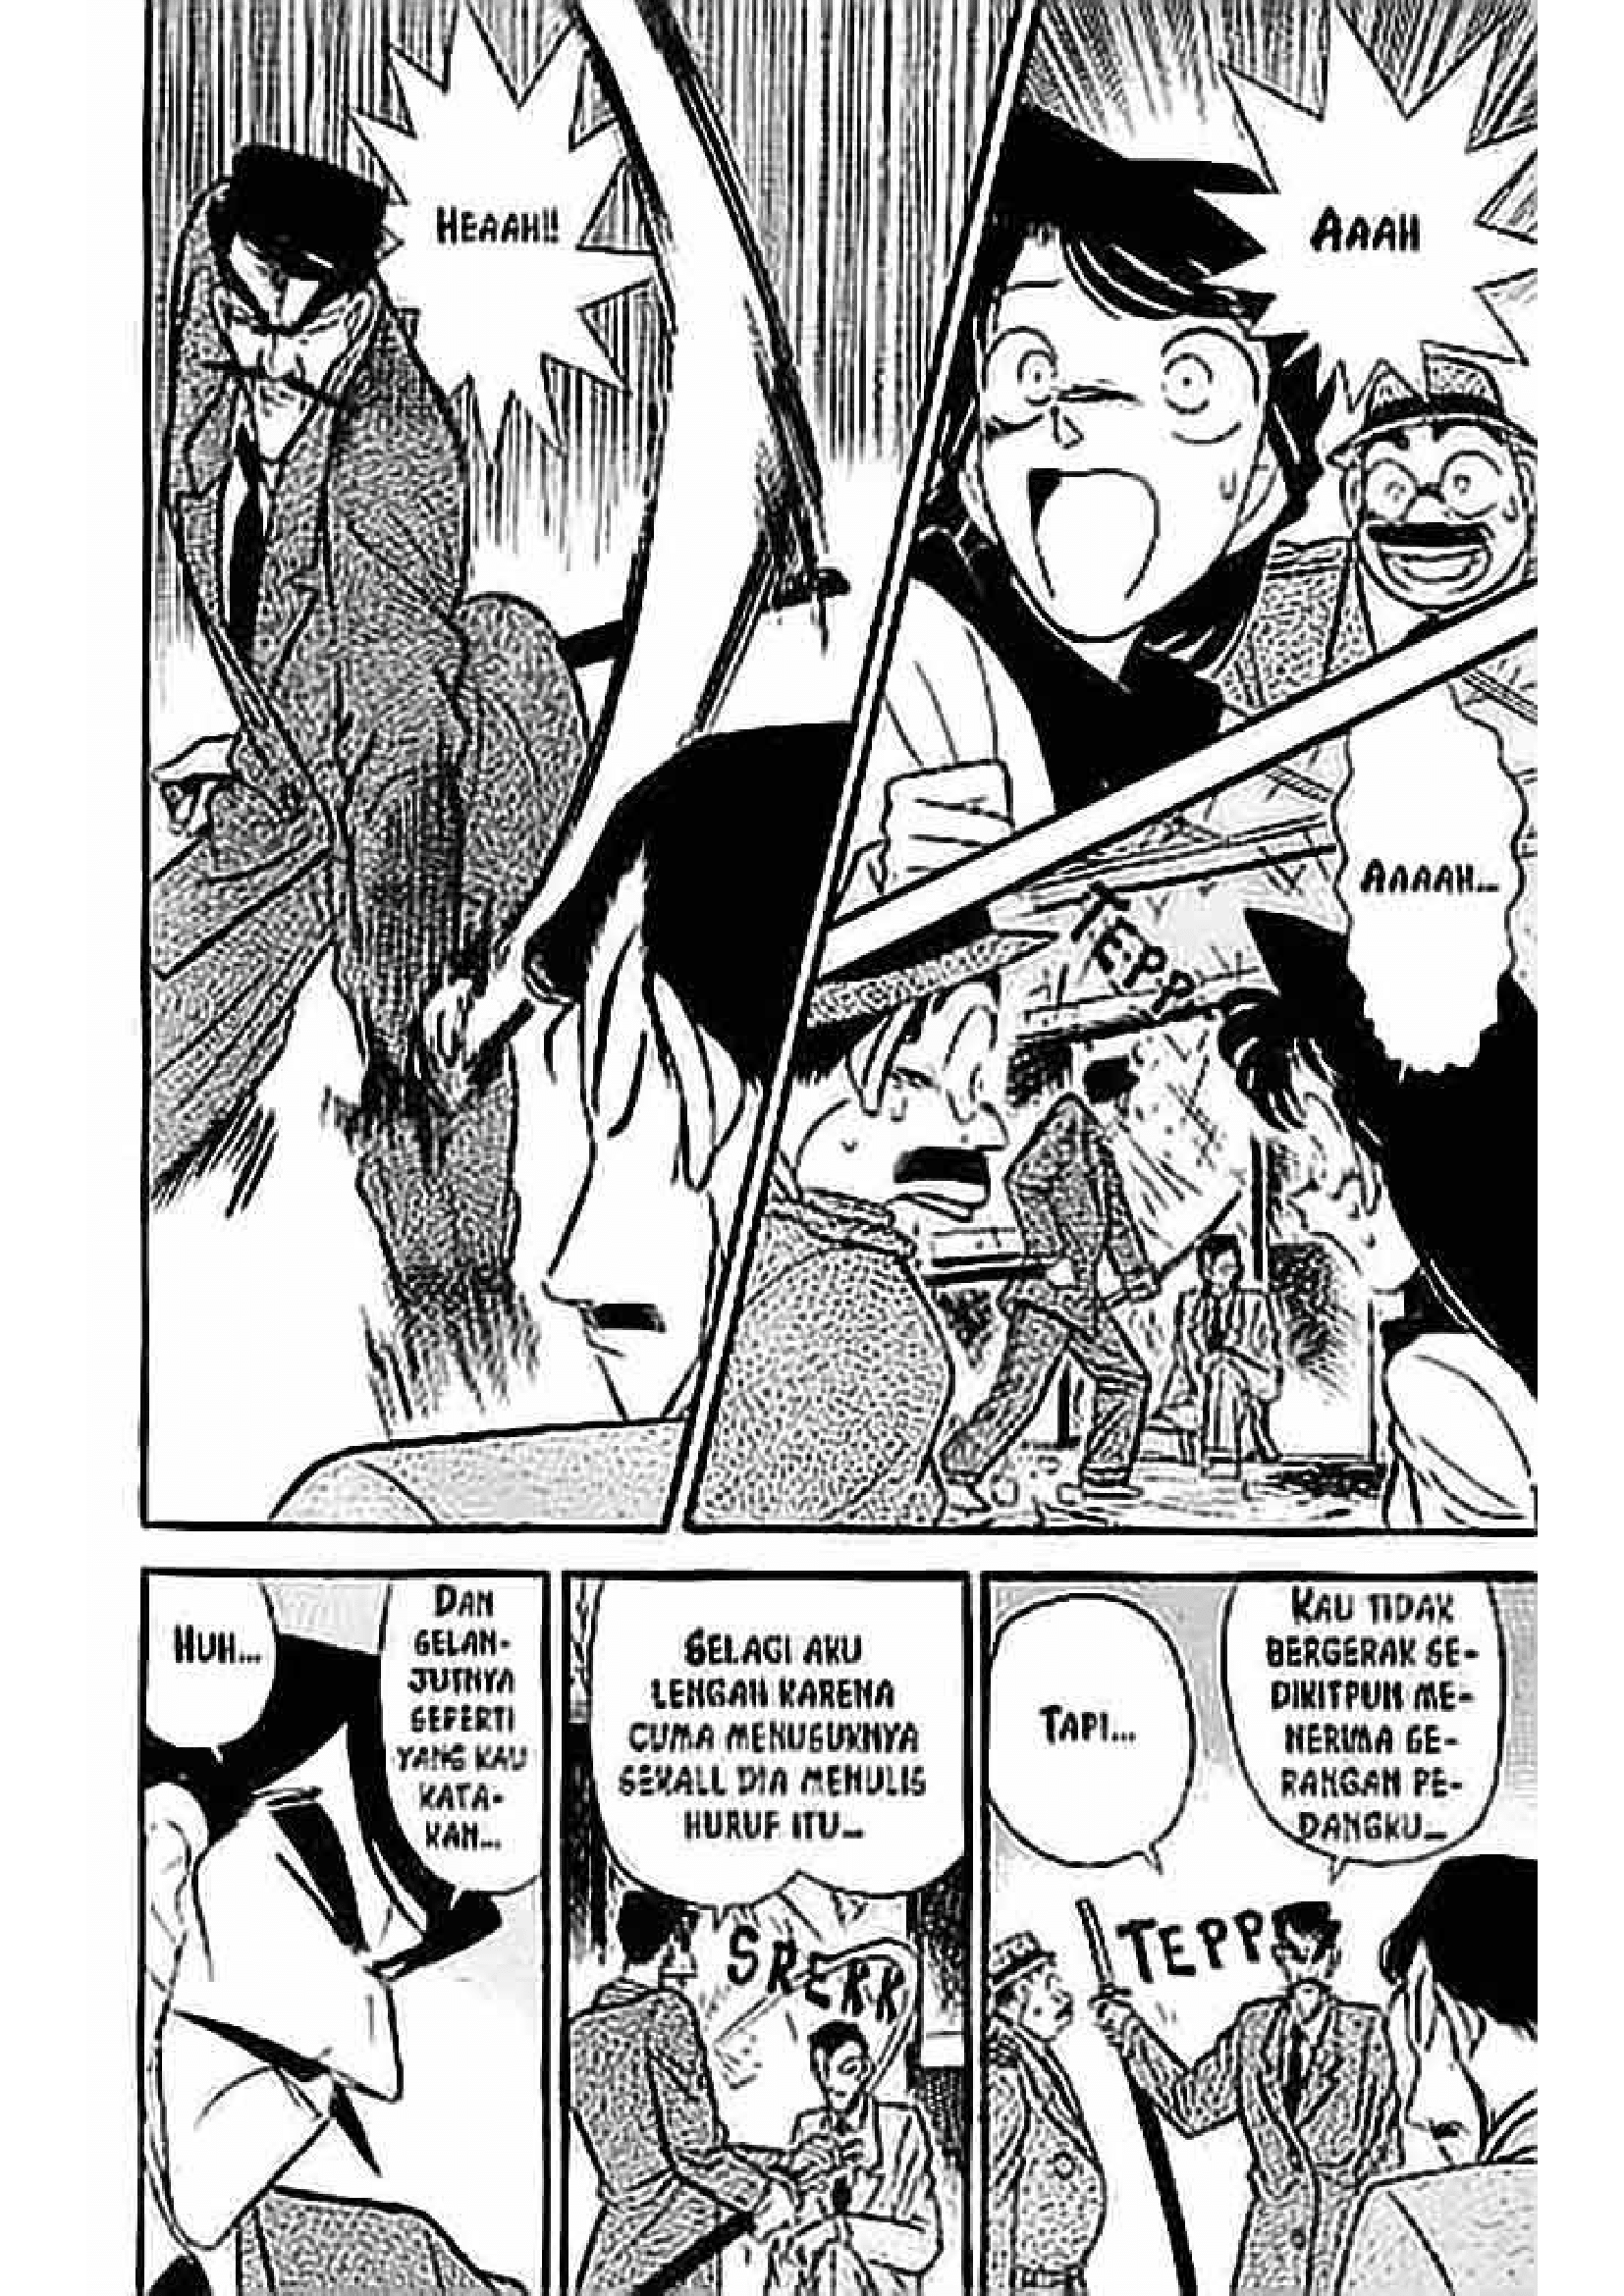 AAAH
HEAAH!!
AAAAH...
TEPP
KAU TIDAK
BERGERAK SE-
DIKITPUN ME-
NERIMA SE-
RANGAN PE-
DANGKU...
TAPI...
TEPP
SELAGI AKU
LENGAH KARENA
CUMA MENUSUKNYA
SEKALI, DIA MENULIS
HURUF ITU...
SREKK
DAN
SELAN-
JUTNYA
SEPERTI
YANG KAU
KATA-
KAN...
HUH...